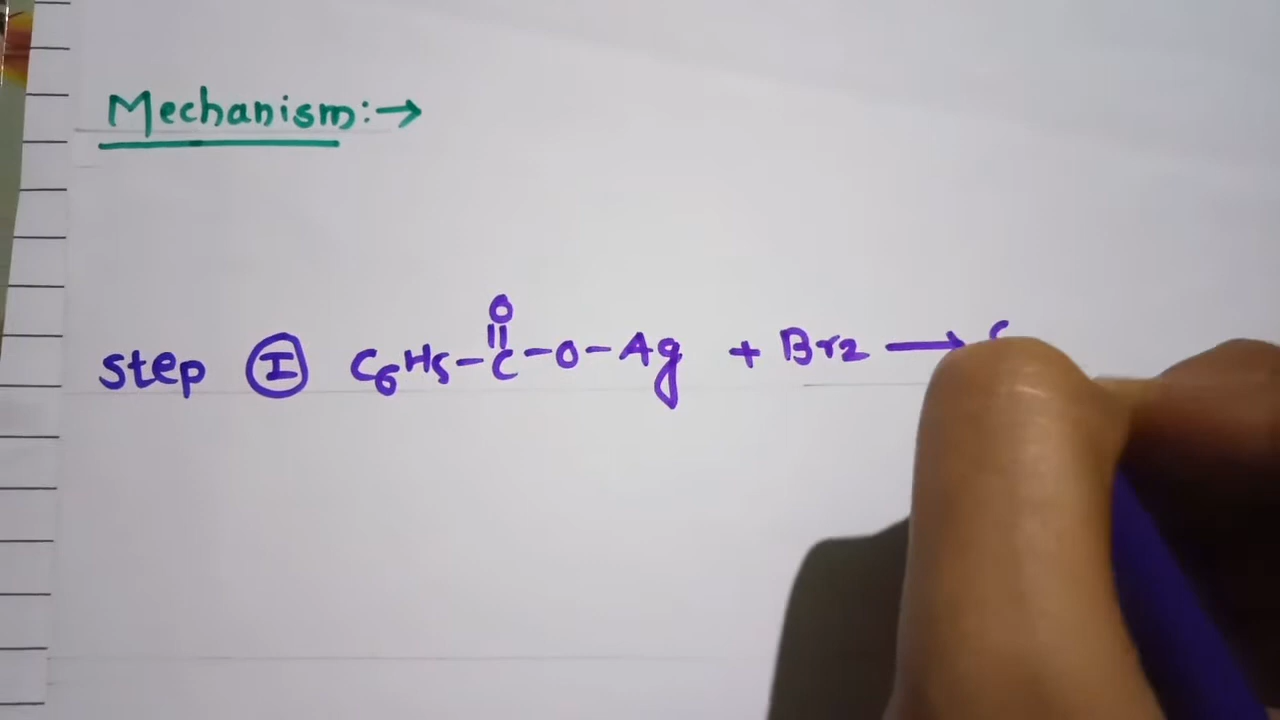 Mechanism:→
O
||
step I C6H5-C-O-Ag + Br2 → C